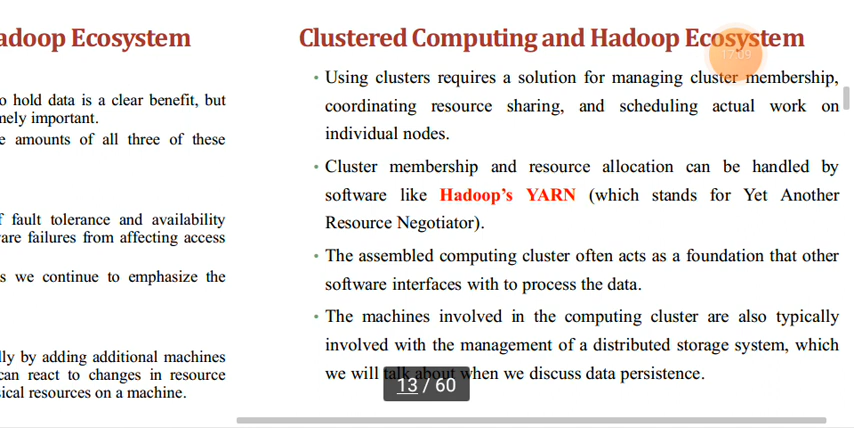 adoop Ecosystem
o hold data is a clear benefit, but
mely important.
e amounts of all three of these
f fault tolerance and availability
are failures from affecting access
s we continue to emphasize the
lly by adding additional machines
can react to changes in resource
ical resources on a machine.
Clustered Computing and Hadoop Ecosystem
17:09
• Using clusters requires a solution for managing cluster membership,
coordinating resource sharing, and scheduling actual work on
individual nodes.
• Cluster membership and resource allocation can be handled by
software like Hadoop's YARN (which stands for Yet Another
Resource Negotiator).
• The assembled computing cluster often acts as a foundation that other
software interfaces with to process the data.
• The machines involved in the computing cluster are also typically
involved with the management of a distributed storage system, which
we will talk about when we discuss data persistence.
13 / 60